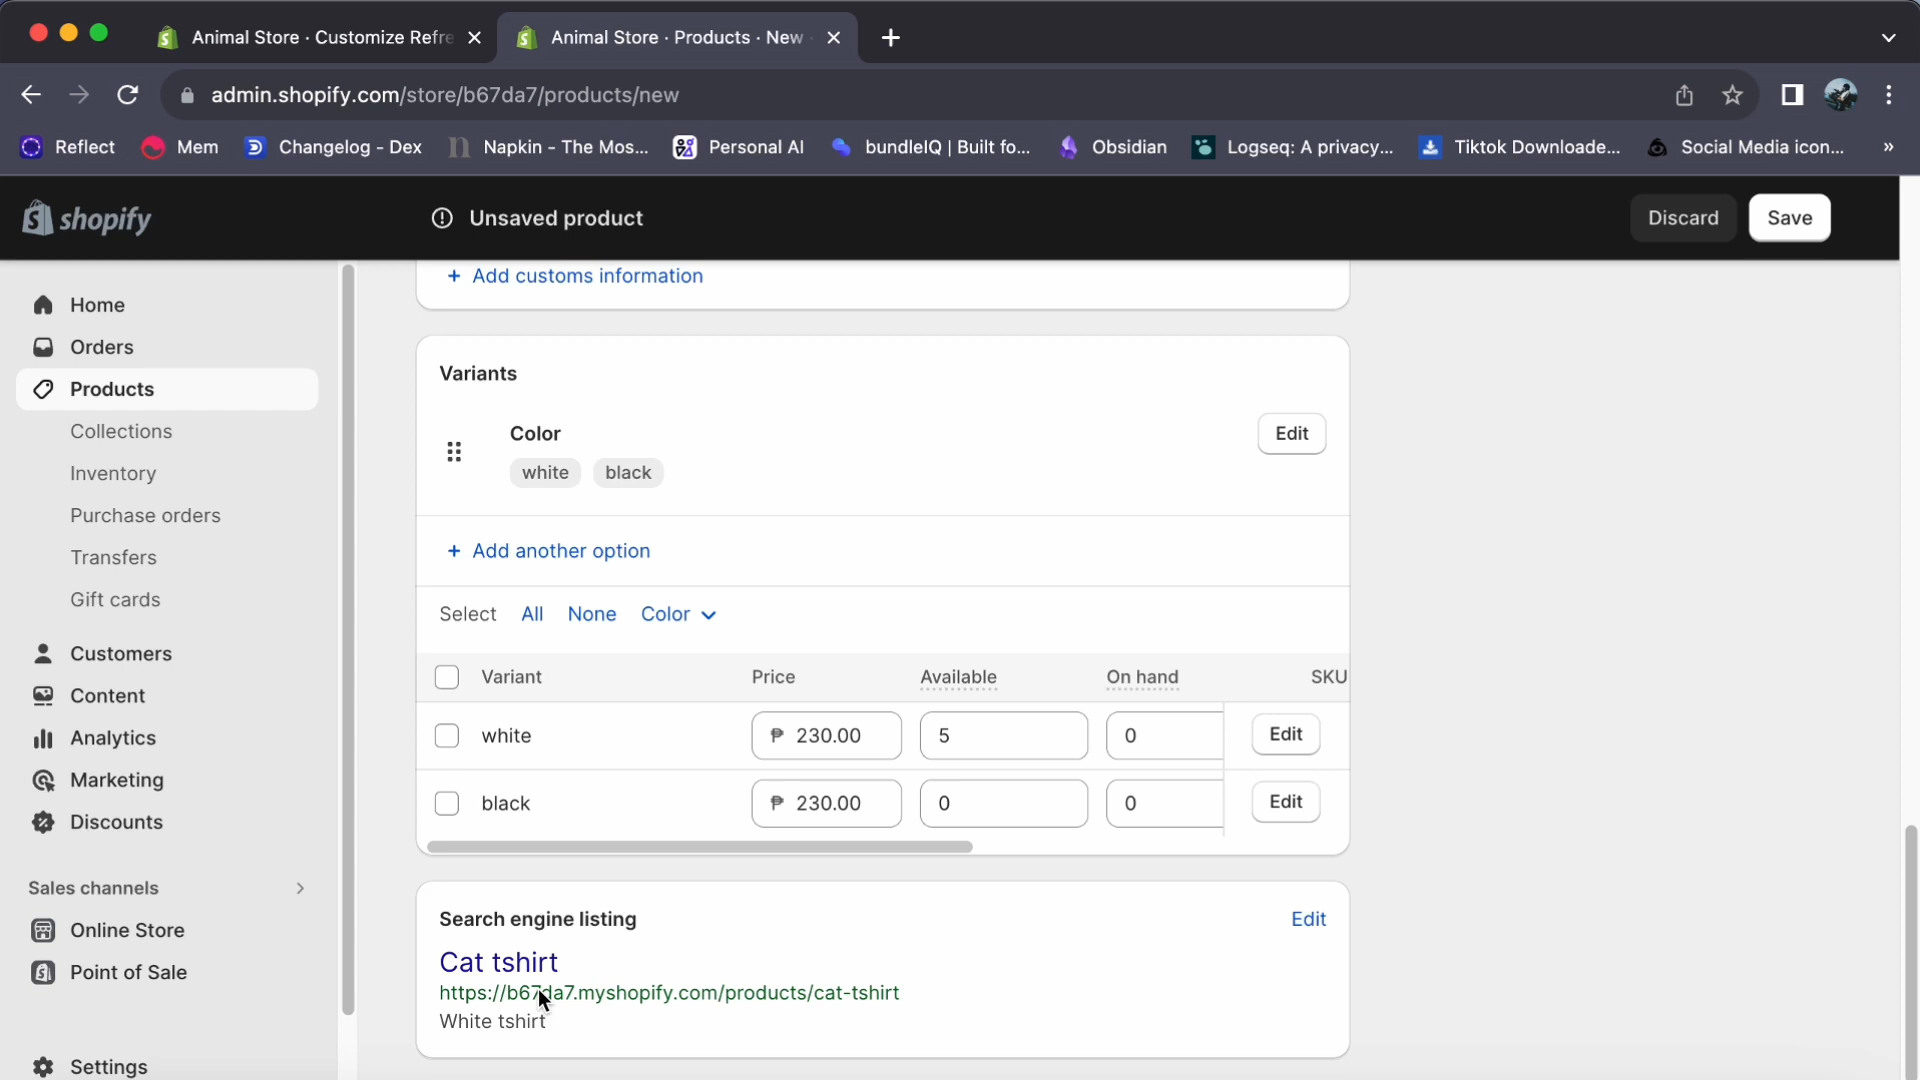 Animal Store · Customize Refre
Animal Store · Products · New
admin.shopify.com/store/b67da7/products/new
Reflect
Mem
Changelog - Dex
Napkin - The Mos...
Personal AI
bundleIQ | Built fo...
Obsidian
Logseq: A privacy...
Tiktok Downloade...
Social Media icon...
»
shopify
Unsaved product
Discard
Save
Home
Orders
Products
Collections
Inventory
Purchase orders
Transfers
Gift cards
Customers
Content
Analytics
Marketing
Discounts
Sales channels
Online Store
Point of Sale
Settings
+ Add customs information
Variants
Color
Edit
white black
+ Add another option
Select All None Color
Variant Price Available On hand SKU
white ₱ 230.00 5 0 Edit
black ₱ 230.00 0 0 Edit
Search engine listing
Edit
Cat tshirt
https://b67da7.myshopify.com/products/cat-tshirt
White tshirt